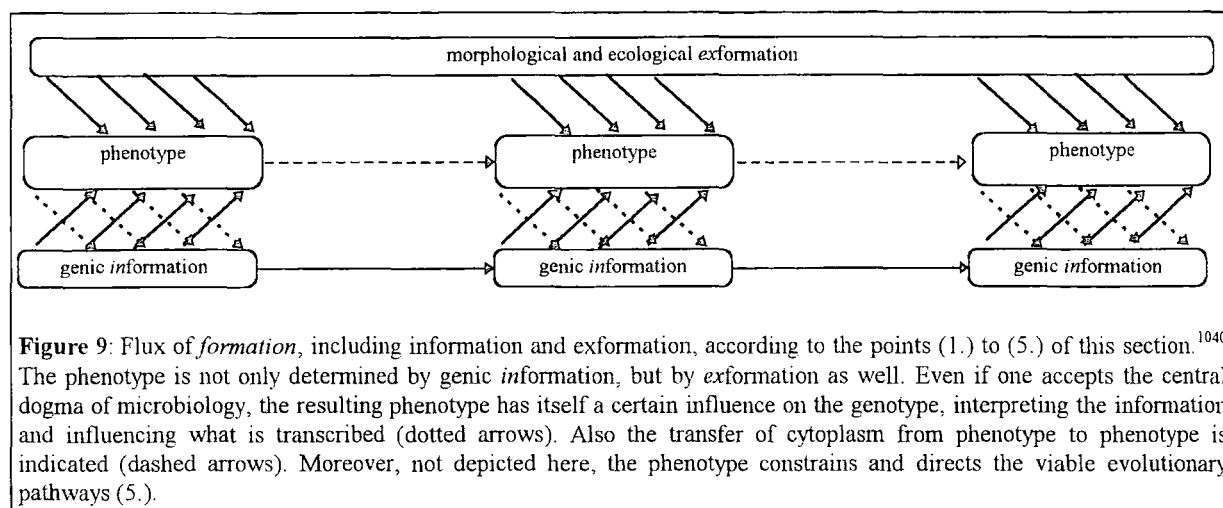 morphological and ecological exformation
phenotype
phenotype
phenotype
genic information
genic information
genic information
Figure 9: Flux of formation, including information and exformation, according to the points (1.) to (5.) of this section.1040
The phenotype is not only determined by genic information, but by exformation as well. Even if one accepts the central
dogma of microbiology, the resulting phenotype has itself a certain influence on the genotype, interpreting the information
and influencing what is transcribed (dotted arrows). Also the transfer of cytoplasm from phenotype to phenotype is
indicated (dashed arrows). Moreover, not depicted here, the phenotype constrains and directs the viable evolutionary
pathways (5.).